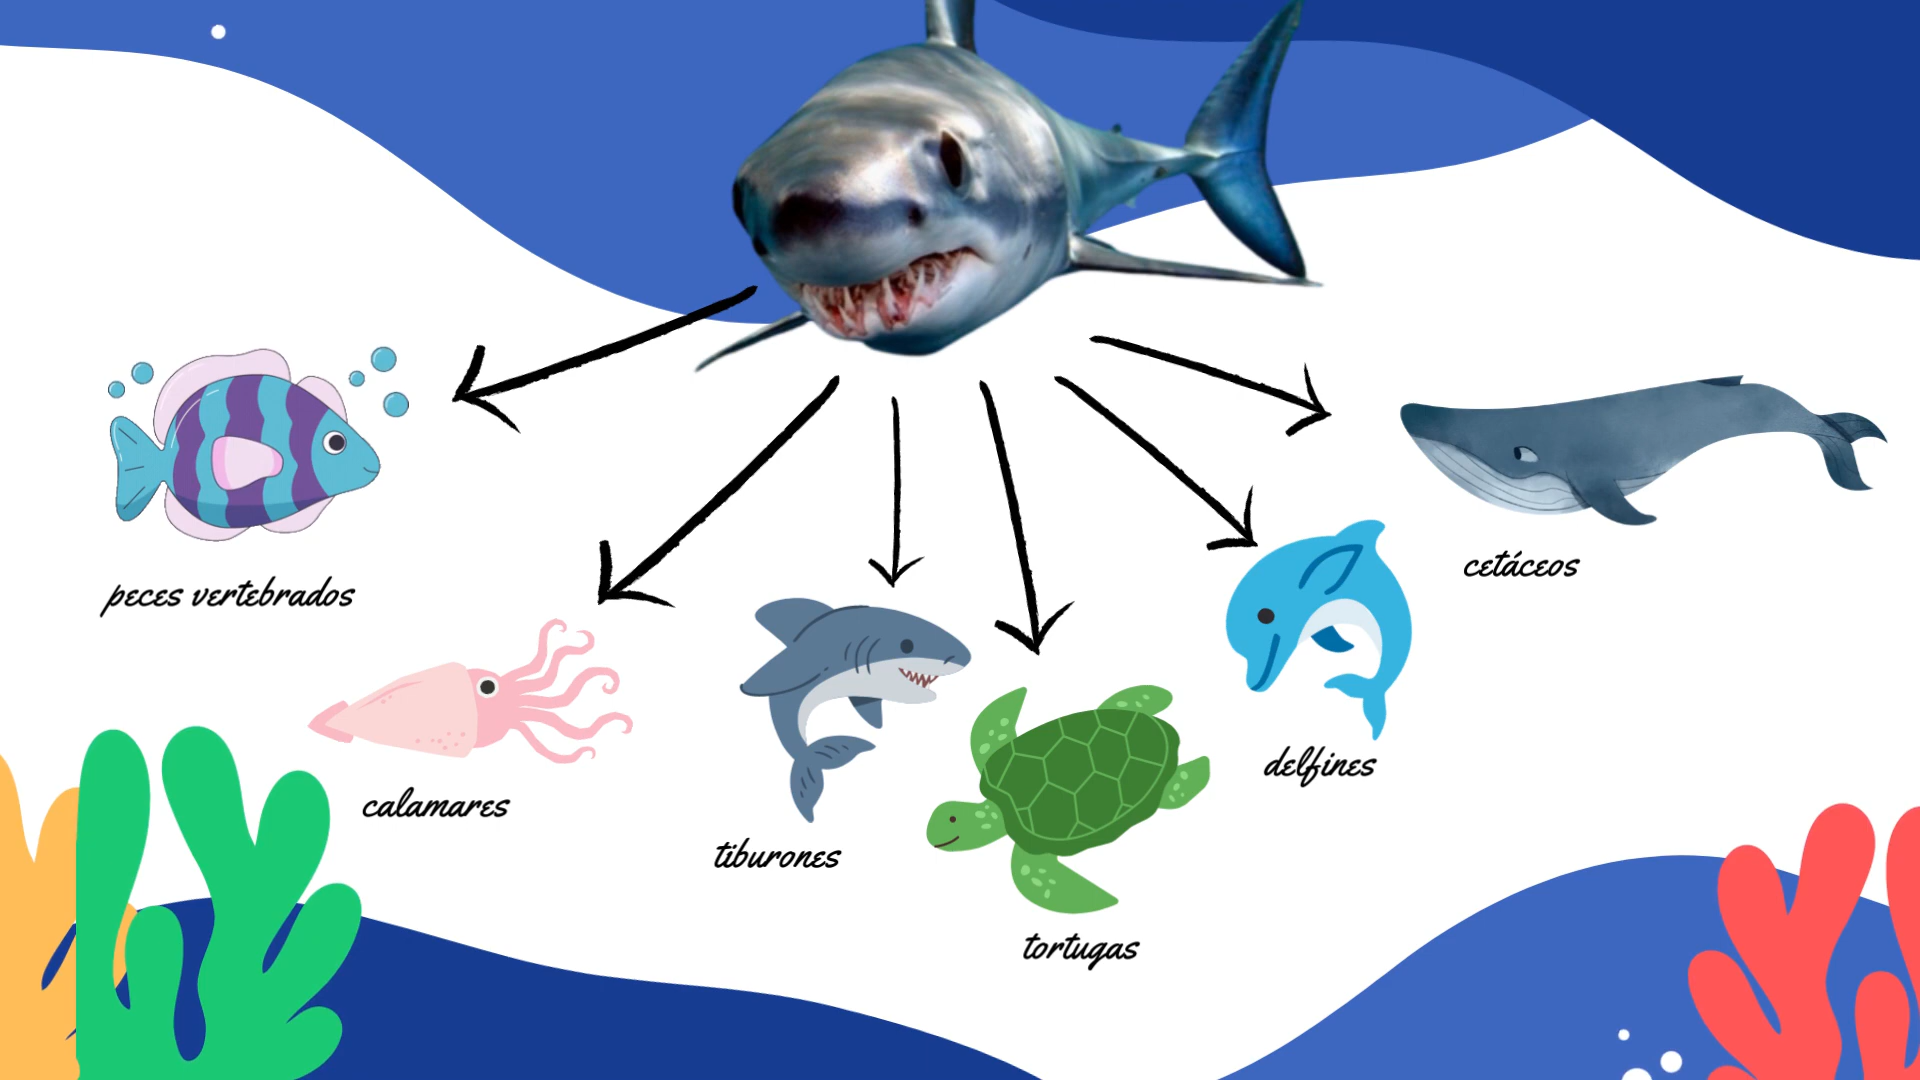 peces vertebrados
calamares
tiburones
tortugas
delfines
cetáceos